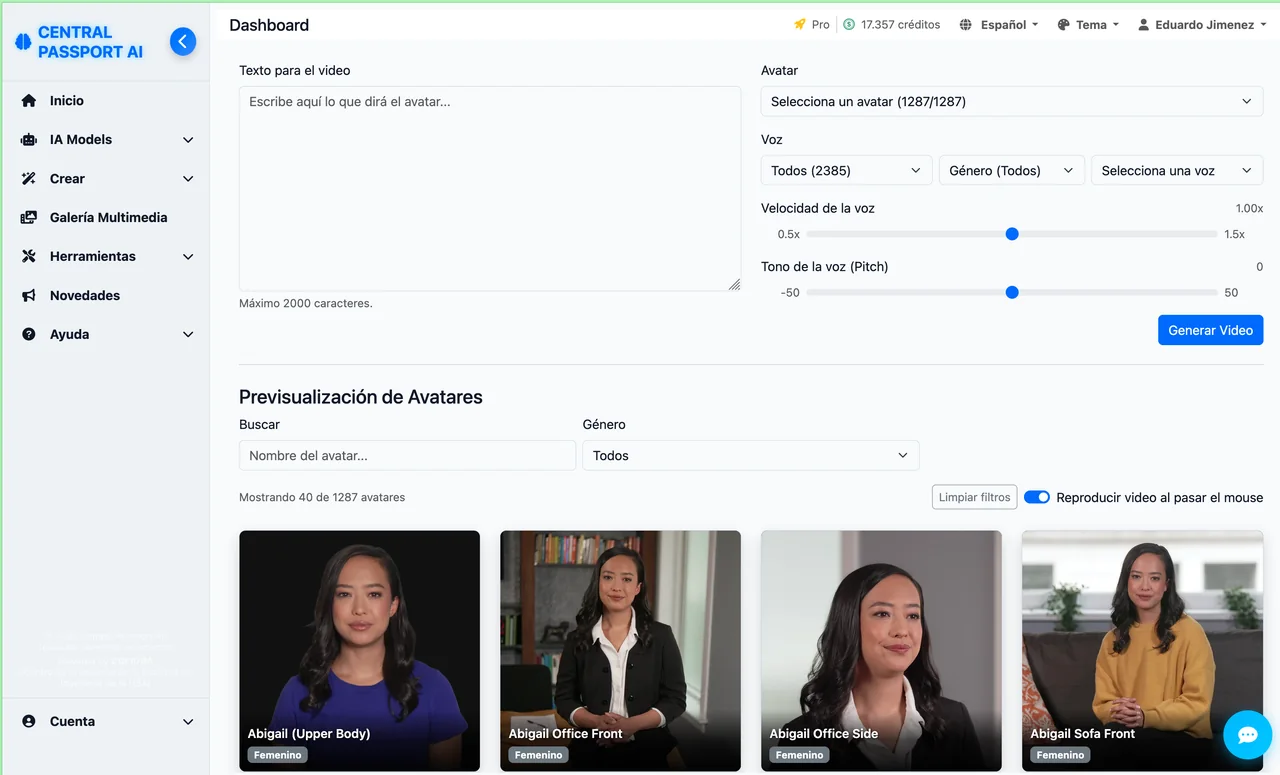 CENTRAL
PASSPORT AI
Dashboard
Pro
17.357 créditos
Español
Tema
Eduardo Jimenez
Inicio
IA Models
Crear
Galería Multimedia
Herramientas
Novedades
Ayuda
Cuenta
Texto para el video
Escribe aquí lo que dirá el avatar...
Máximo 2000 caracteres.
Avatar
Selecciona un avatar (1287/1287)
Voz
Todos (2385)
Género (Todos)
Selecciona una voz
Velocidad de la voz
1.00x
0.5x
1.5x
Tono de la voz (Pitch)
0
-50
50
Generar Video
Previsualización de Avatares
Buscar
Género
Nombre del avatar...
Todos
Mostrando 40 de 1287 avatares
Limpiar filtros
Reproducir video al pasar el mouse
Abigail (Upper Body)
Femenino
Abigail Office Front
Femenino
Abigail Office Side
Femenino
Abigail Sofa Front
Femenino